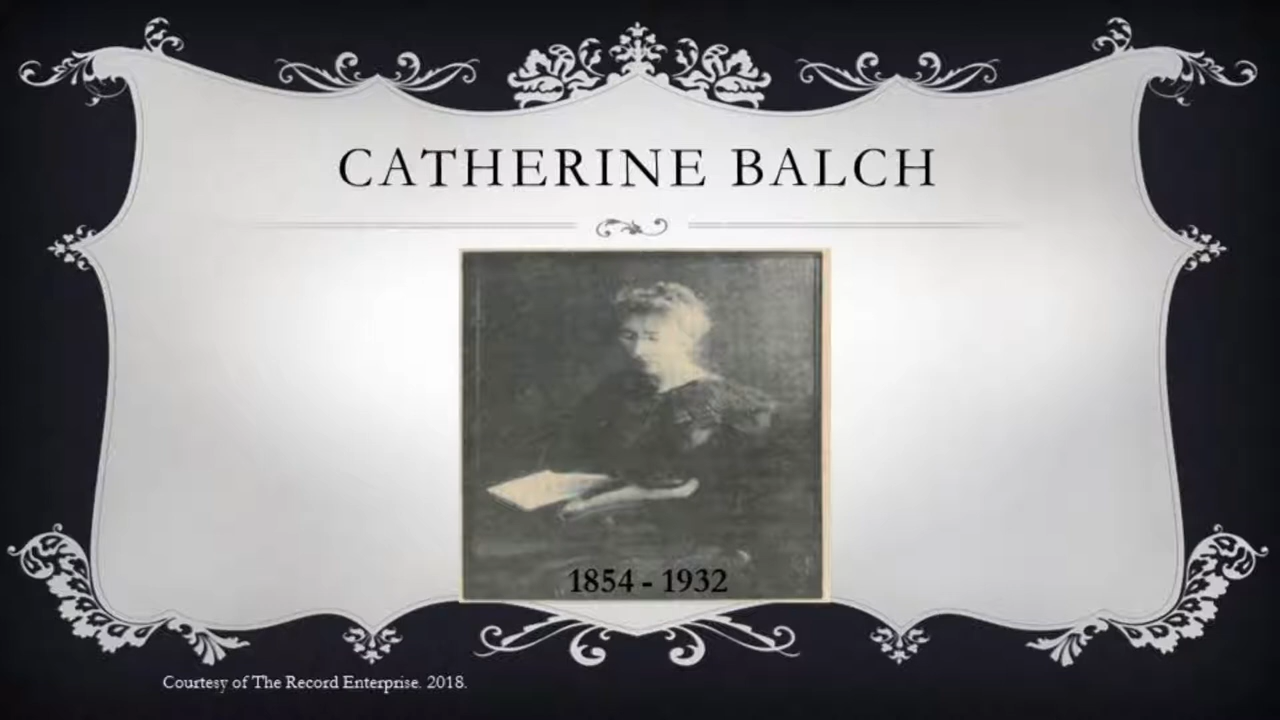 CATHERINE BALCH
1854 - 1932
Courtesy of The Record Enterprise. 2018.